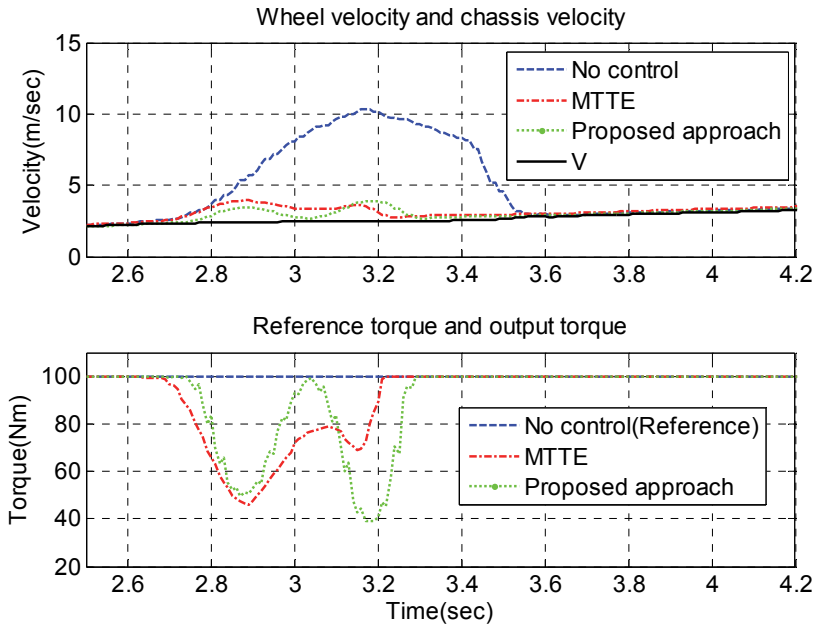 Wheel velocity and chassis velocity
Velocity(m/sec)
15
10
5
0
No control
MTTE
Proposed approach
V
2.6 2.8 3 3.2 3.4 3.6 3.8 4 4.2
Reference torque and output torque
Torque(Nm)
100
80
60
40
20
No control(Reference)
MTTE
Proposed approach
2.6 2.8 3 3.2 3.4 3.6 3.8 4 4.2
Time(sec)